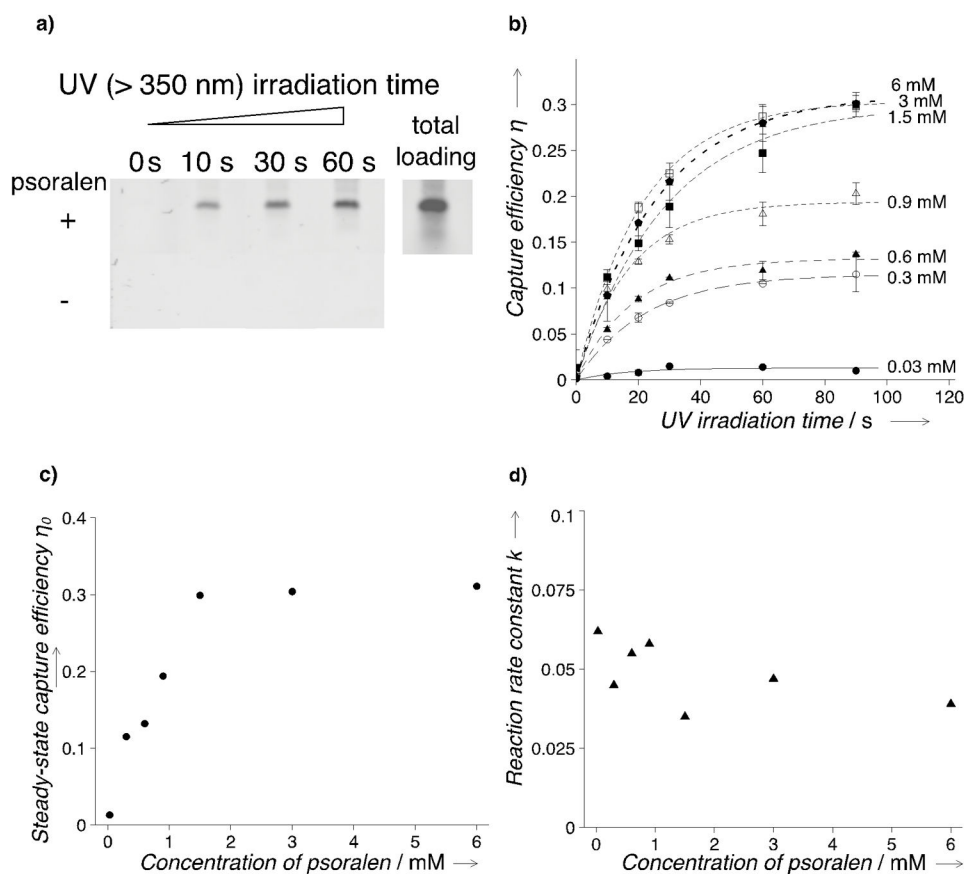 a)
UV (> 350 nm) irradiation time
total
loading
0 s 10 s 30 s 60 s
psoralen
+
-
b)
Capture efficiency η
0.3
0.25
0.2
0.15
0.1
0.05
0
0 20 40 60 80 100 120
UV irradiation time / s
6 mM
3 mM
1.5 mM
0.9 mM
0.6 mM
0.3 mM
0.03 mM
c)
Steady-state capture efficiency η0
0.4
0.3
0.2
0.1
0
0 1 2 3 4 5 6
Concentration of psoralen / mM
d)
Reaction rate constant k
0.1
0.075
0.05
0.025
0
0 1 2 3 4 5 6
Concentration of psoralen / mM